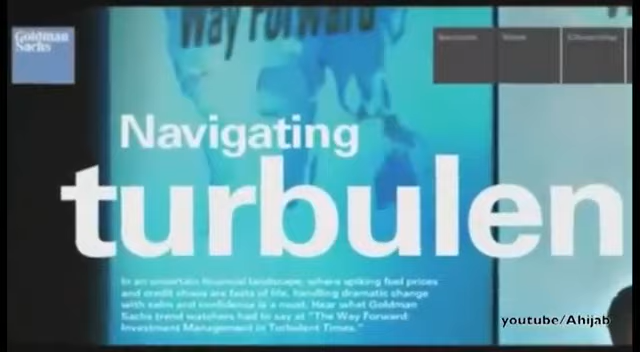 Way Forward
Goldman
Sachs
Navigating
turbulen
In an uncertain financial landscape, where spiking fuel prices
and credit chaos are facts of life, handling dramatic change
with calm and confidence is a must. Hear what Goldman
Sachs trend watchers had to say at "The Way Forward:
Investment Management in Turbulent Times."
youtube/Ahijab